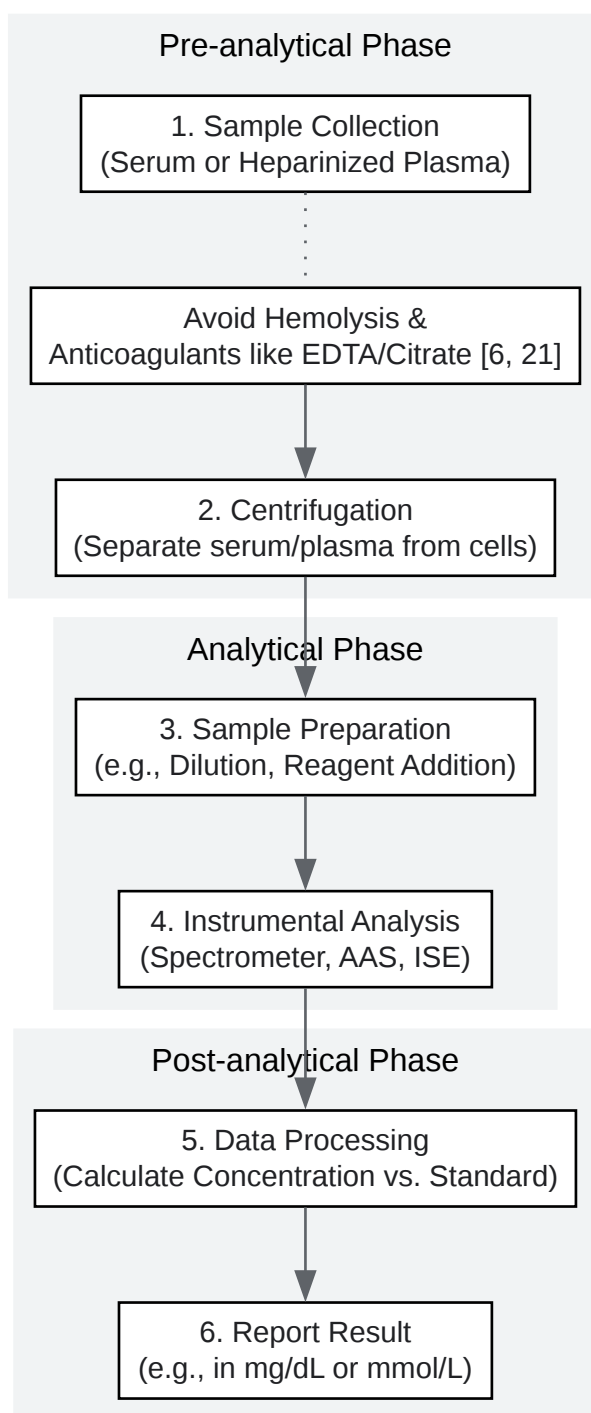 Pre-analytical Phase
1. Sample Collection
(Serum or Heparinized Plasma)
Avoid Hemolysis &
Anticoagulants like EDTA/Citrate [6, 21]
2. Centrifugation
(Separate serum/plasma from cells)
Analytical Phase
3. Sample Preparation
(e.g., Dilution, Reagent Addition)
4. Instrumental Analysis
(Spectrometer, AAS, ISE)
Post-analytical Phase
5. Data Processing
(Calculate Concentration vs. Standard)
6. Report Result
(e.g., in mg/dL or mmol/L)